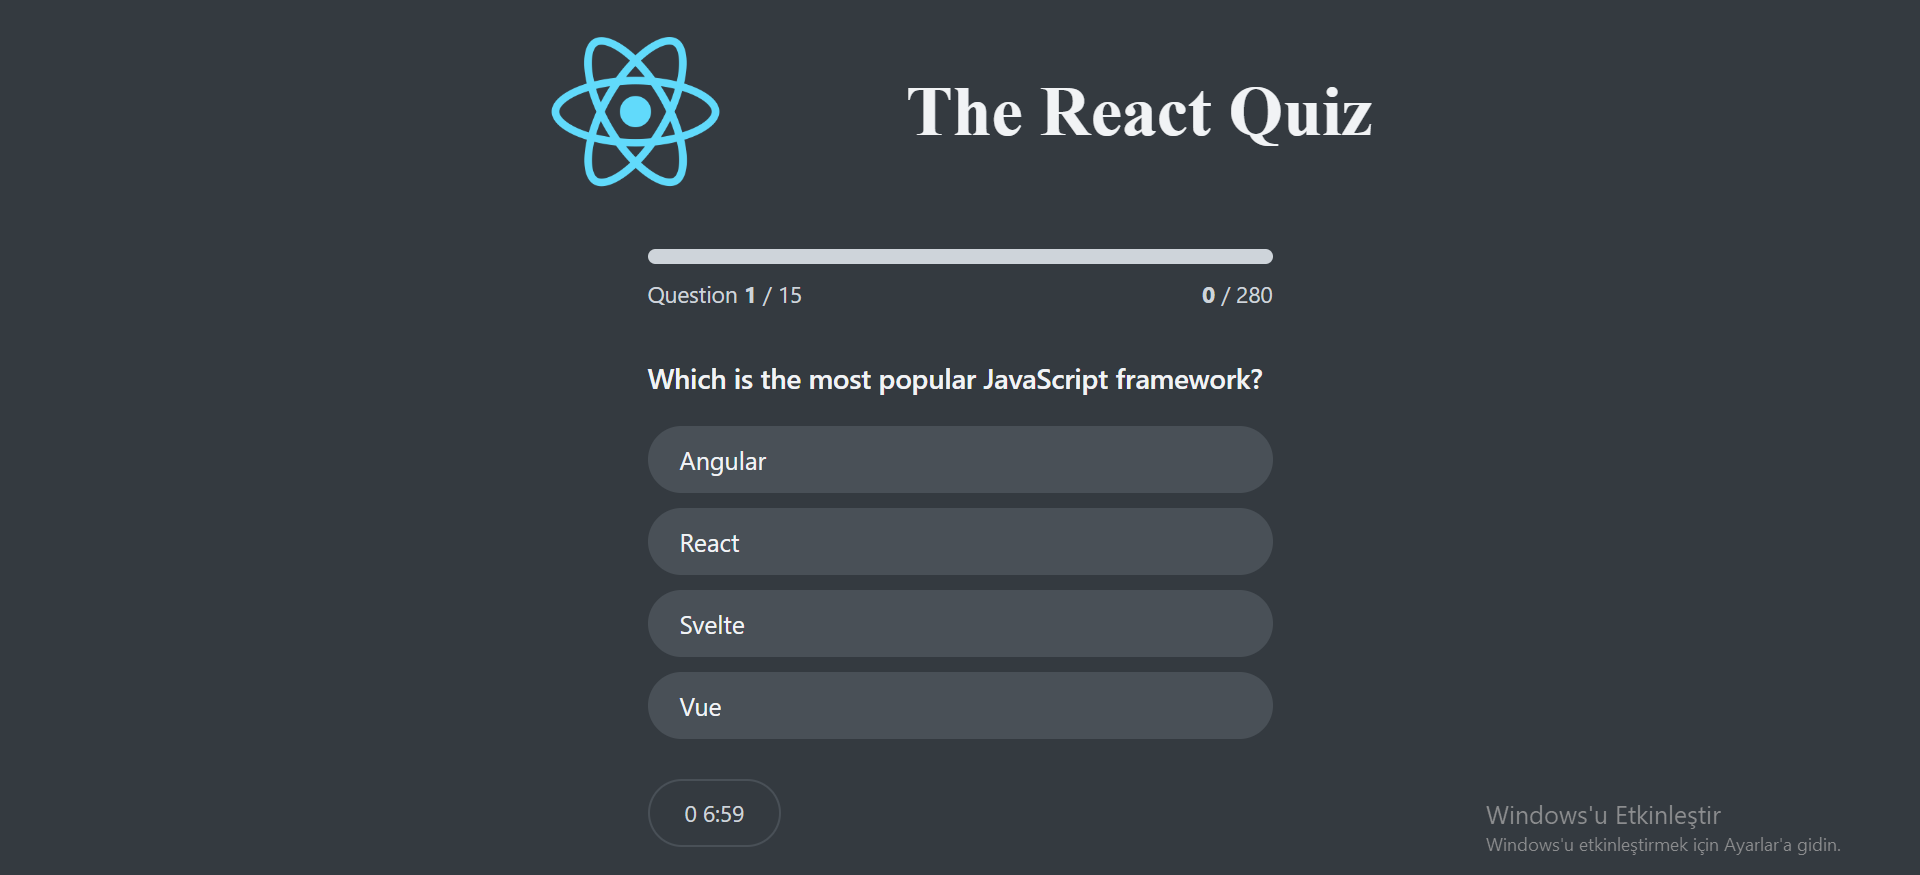 The React Quiz
Question 1 / 15
0 / 280
Which is the most popular JavaScript framework?
Angular
React
Svelte
Vue
0 6:59
Windows'u Etkinleştir
Windows'u etkinleştirmek için Ayarlar'a gidin.